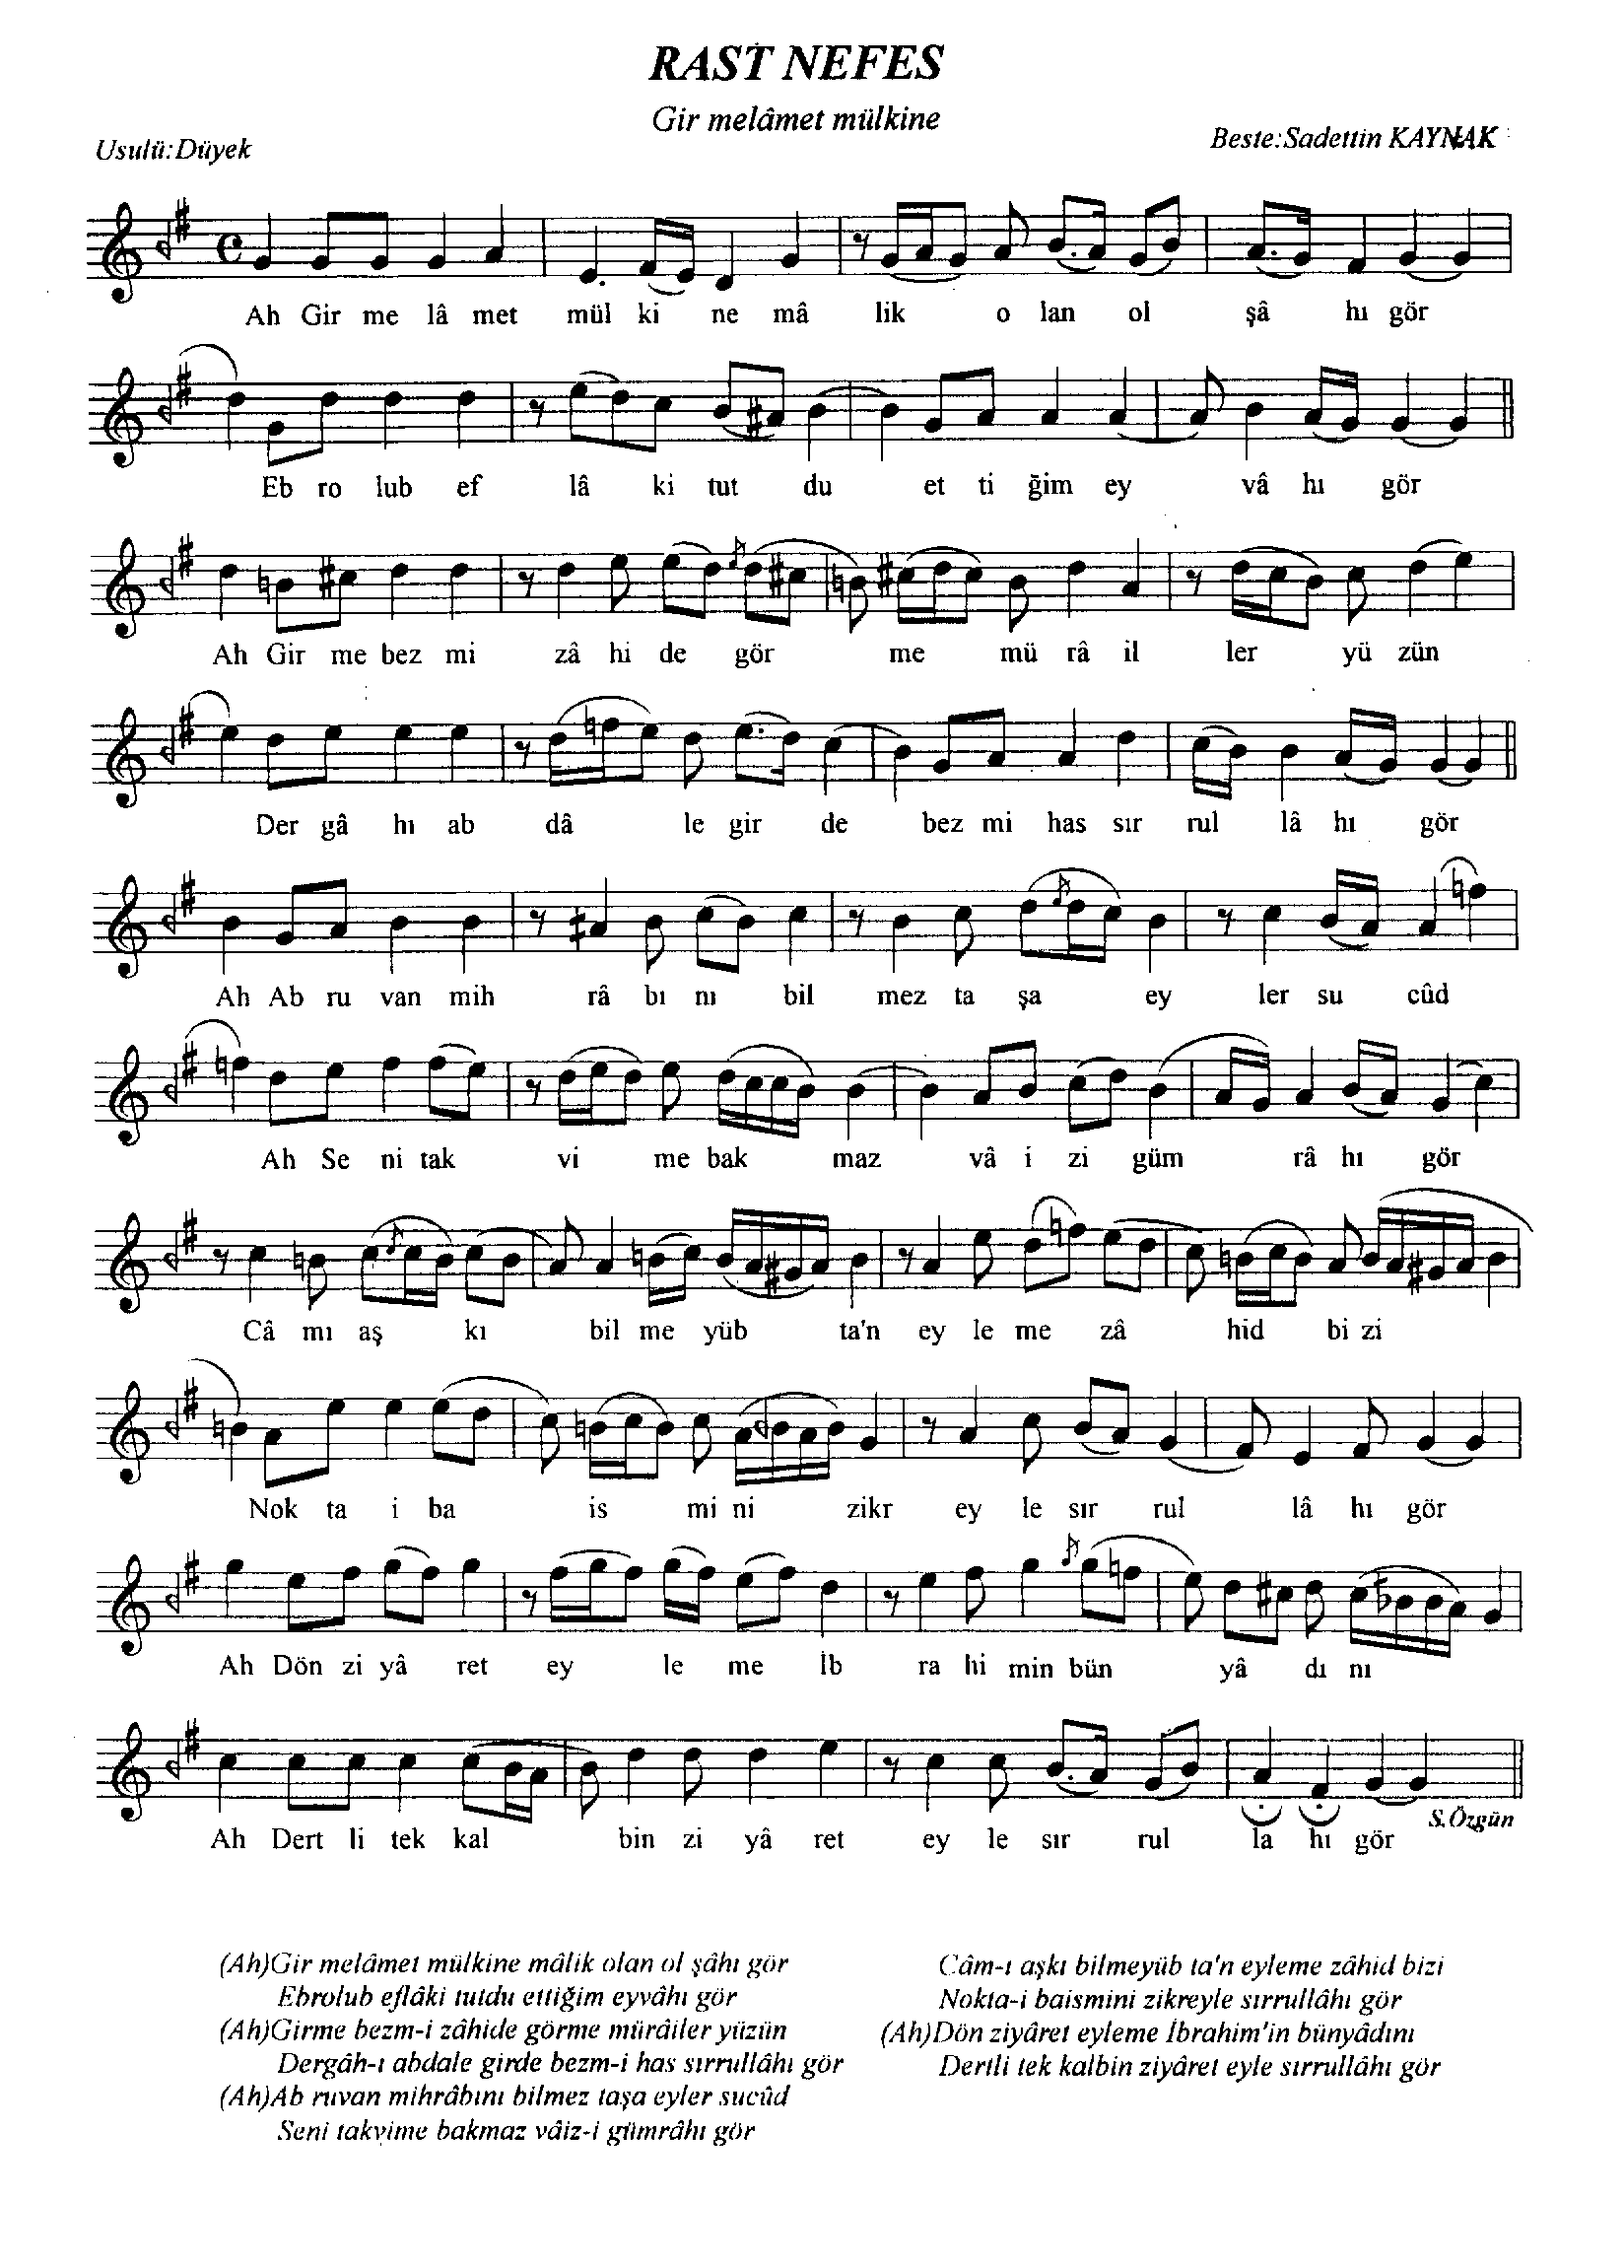 RAST NEFES
Gir melâmet mülkine
Usulü:Düyek
Beste:Sadettin KAYNAK
Ah Gir me lâ met mül ki ne mâ lik o lan ol şâ hı gör
Eb ro lub ef lâ ki tut du et ti ğim ey vâ hı gör
Ah Gir me bez mi zâ hi de gör me mü râ il ler yü zün
Der gâ hı ab dâ le gir de bez mi has sır rul lâ hı gör
Ah Ab ru van mih râ bı nı bil mez ta şa ey ler su cûd
Ah Se ni tak vi me bak maz vâ i zi güm râ hı gör
Câ mı aş kı bil me yüb ta'n ey le me zâ hid bi zi
Nok ta i ba is mi ni zikr ey le sır rul lâ hı gör
Ah Dön zi yâ ret ey le me İb ra hi min bün yâ dı nı
Ah Dert li tek kal bin zi yâ ret ey le sır rul la hı gör
S.Özgün
(Ah)Gir melâmet mülkine mâlik olan ol şâhı gör
Ebrolub eflâki tutdu ettiğim eyvâhı gör
(Ah)Girme bezm-i zâhide görme mürâiler yüzün
Dergâh-ı abdale girde bezm-i has sırrullâhı gör
(Ah)Ab ruvan mihrâbını bilmez taşa eyler sucûd
Seni takvime bakmaz vâiz-i gümrâhı gör
Câm-ı aşkı bilmeyüb ta'n eyleme zâhid bizi
Nokta-i baismini zikreyle sırrullâhı gör
(Ah)Dön ziyâret eyleme İbrahim'in bünyâdını
Dertli tek kalbin ziyâret eyle sırrullâhı gör